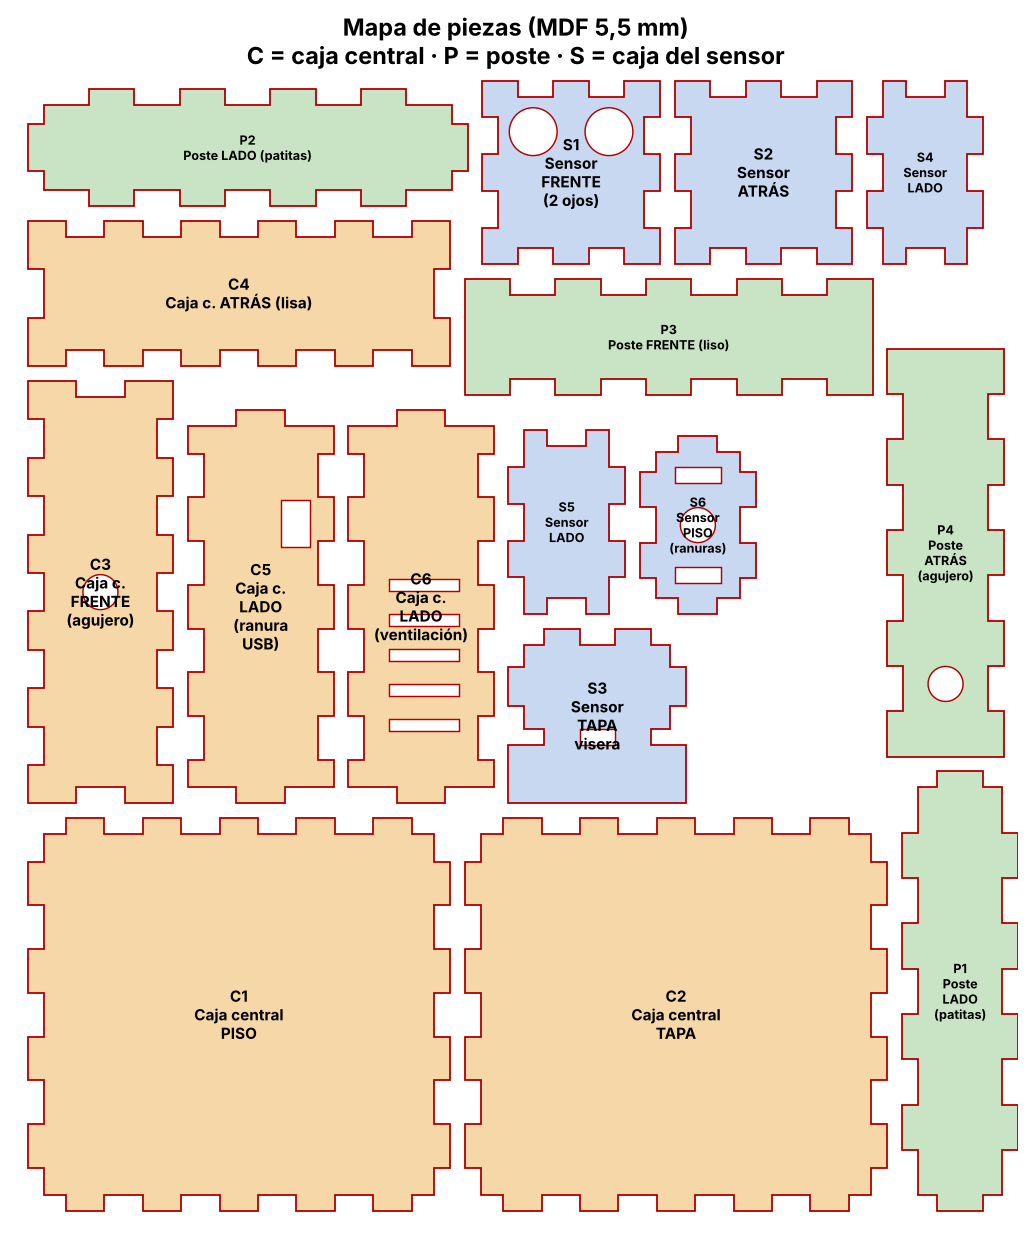 Mapa de piezas (MDF 5,5 mm)
C = caja central · P = poste · S = caja del sensor
P2
Poste LADO (patitas)
S1
Sensor
FRENTE
(2 ojos)
S2
Sensor
ATRÁS
S4
Sensor
LADO
C4
Caja c. ATRÁS (lisa)
P3
Poste FRENTE (liso)
C3
Caja c.
FRENTE
(agujero)
C5
Caja c.
LADO
(ranura
USB)
C6
Caja c.
LADO
(ventilación)
S5
Sensor
LADO
S6
Sensor
PISO
(ranuras)
P4
Poste
ATRÁS
(agujero)
S3
Sensor
TAPA
visera
C1
Caja central
PISO
C2
Caja central
TAPA
P1
Poste
LADO
(patitas)